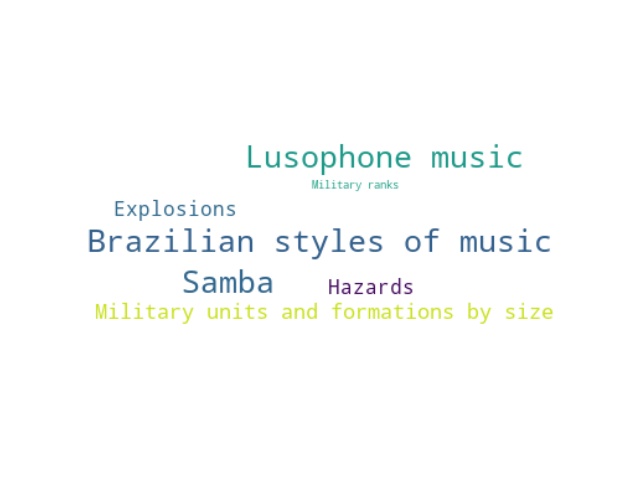 Lusophone music
Military ranks
Explosions
Brazilian styles of music
Samba
Hazards
Military units and formations by size